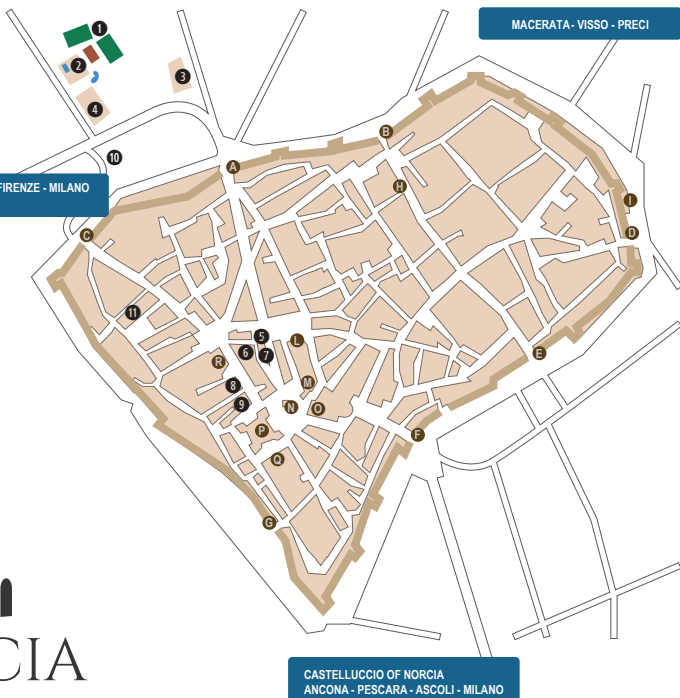 MACERATA - VISSO - PRECI
1
2
3
4
10
B
A
H
FIRENZE - MILANO
I
D
C
11
5
L
6
7
E
R
M
8
9
N
O
P
F
Q
G
CIA
CASTELLUCCIO OF NORCIA
ANCONA - PESCARA - ASCOLI - MILANO